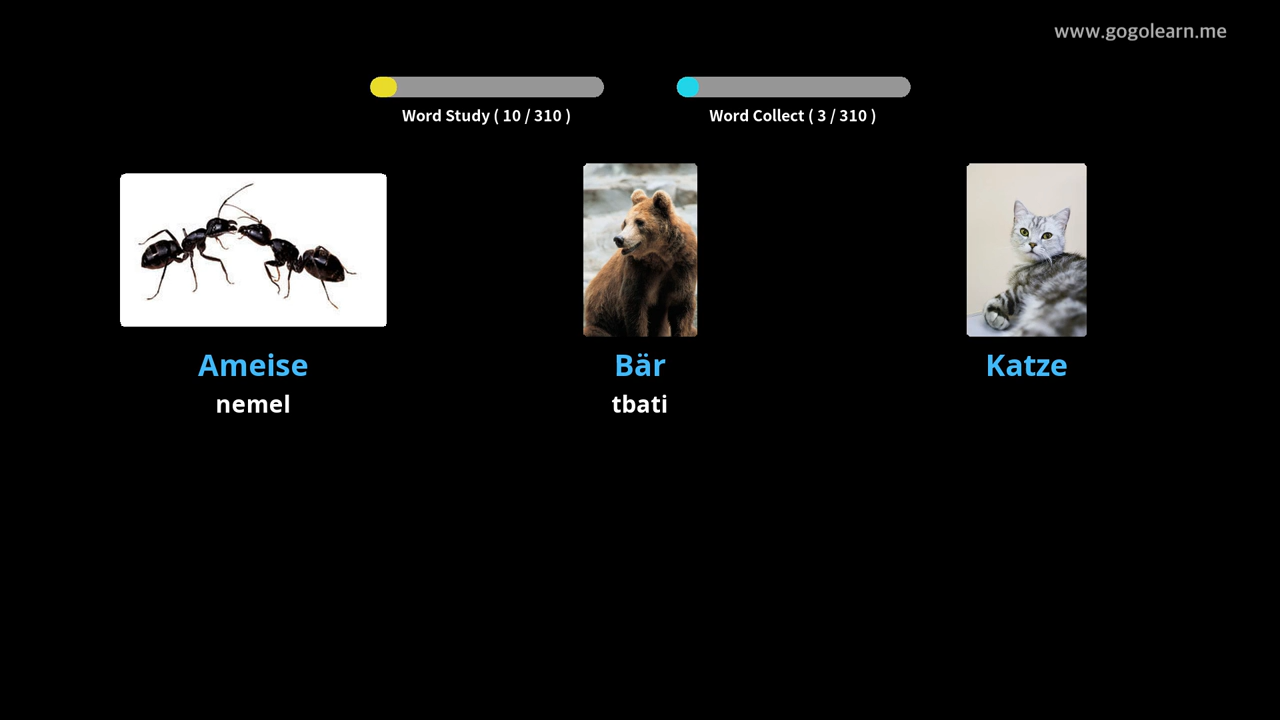 www.gogolearn.me
Word Study ( 10 / 310 )
Word Collect ( 3 / 310 )
Ameise
nemel
Bär
tbati
Katze